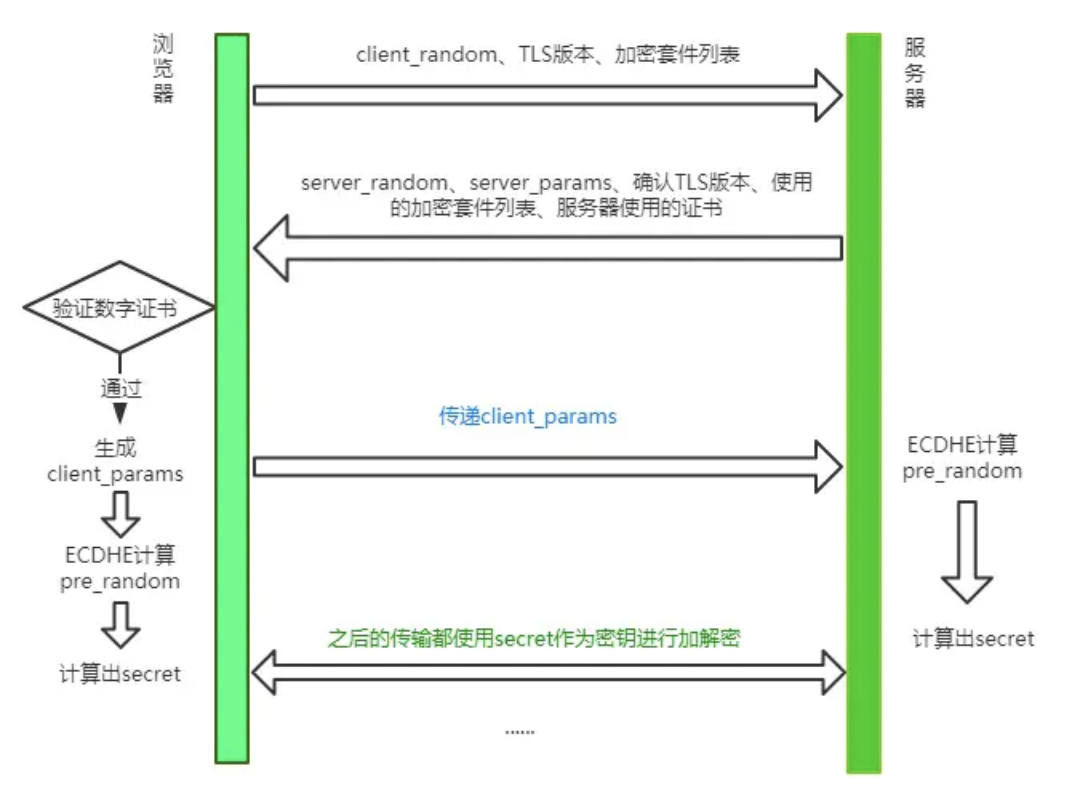 浏览器
服务器
client_random、TLS版本、加密套件列表
server_random、server_params、确认TLS版本、使用
的加密套件列表、服务器使用的证书
验证数字证书
通过
生成
client_params
传递client_params
ECDHE计算
pre_random
ECDHE计算
pre_random
之后的传输都使用secret作为密钥进行加解密
计算出secret
计算出secret
......